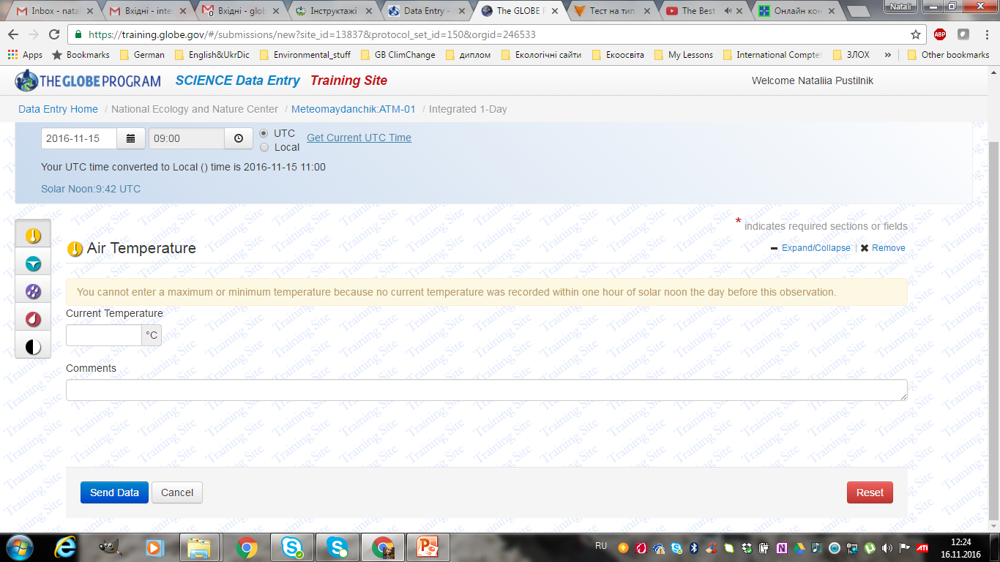 Inbox - natal
Вхідні - inter
Вхідні - glob
Інструктажі
Data Entry -
The GLOBE P
Тест на тип
The Best
Онлайн кон
Natali
https://training.globe.gov/#/submissions/new?site_id=13837&protocol_set_id=150&orgid=246533
ABP
Apps Bookmarks German English&UkrDic Environmental_stuff GB ClimChange диплом Екологічні сайти Екоосвіта My Lessons International Comptet ЗЛОХ » Other bookmarks
THE GLOBE PROGRAM SCIENCE Data Entry Training Site Welcome Nataliia Pustilnik
Data Entry Home / National Ecology and Nature Center / Meteomaydanchik:ATM-01 / Integrated 1-Day
2016-11-15 09:00 UTC Get Current UTC Time
Local
Your UTC time converted to Local () time is 2016-11-15 11:00
Solar Noon:9:42 UTC
* indicates required sections or fields
Air Temperature Expand/Collapse | Remove
You cannot enter a maximum or minimum temperature because no current temperature was recorded within one hour of solar noon the day before this observation.
Current Temperature
°C
Comments
Send Data Cancel Reset
Training Site
RU 12:24
16.11.2016